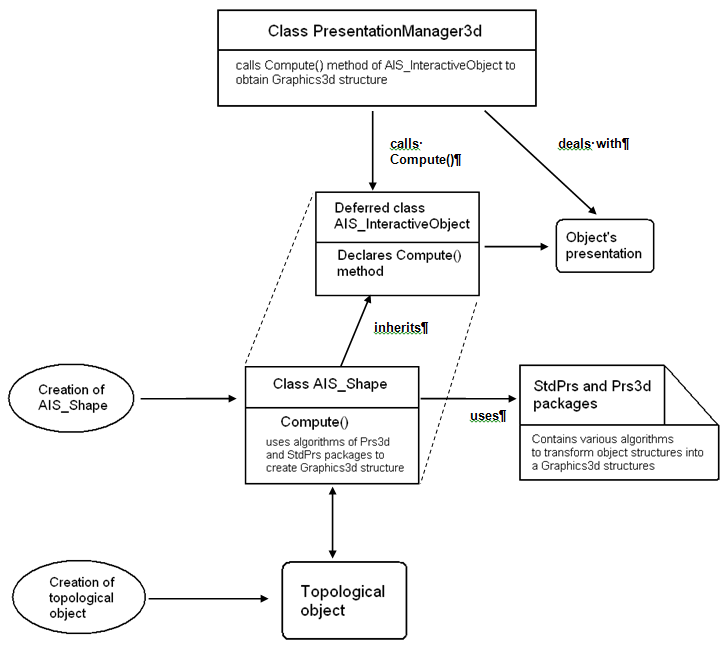 Class PresentationManager3d
calls Compute() method of AIS_InteractiveObject to
obtain Graphics3d structure
calls·
Compute()¶
deals·with¶
Deferred class
AIS_InteractiveObject
Declares Compute()
method
Object's
presentation
inherits¶
Creation of
AIS_Shape
Class AIS_Shape
Compute()
uses algorithms of Prs3d
and StdPrs packages to
create Graphics3d structure
uses¶
StdPrs and Prs3d
packages
Contains various algorithms
to transform object structures into
a Graphics3d structures
Creation of
topological
object
Topological
object